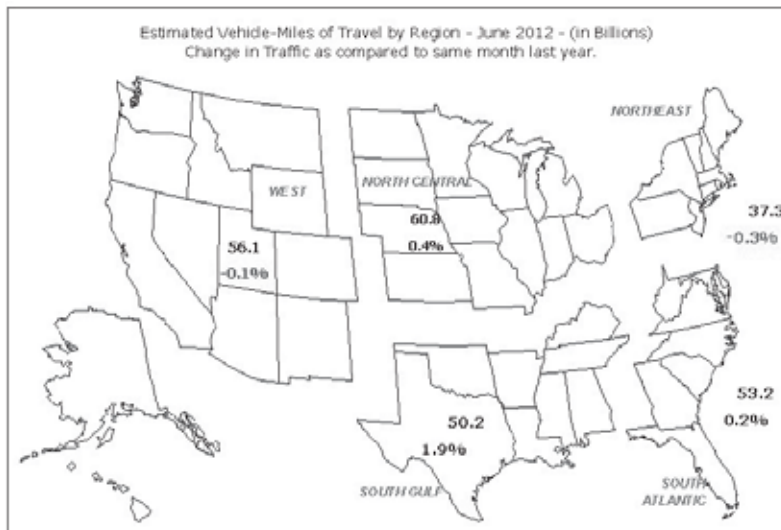 Estimated Vehicle-Miles of Travel by Region - June 2012 - (in Billions)
Change in Traffic as compared to same month last year.
NORTHEAST
WEST
NORTH CENTRAL
37.3
-0.3%
60.8
0.4%
56.1
-0.1%
53.2
0.2%
50.2
1.9%
SOUTH GULF
SOUTH
ATLANTIC